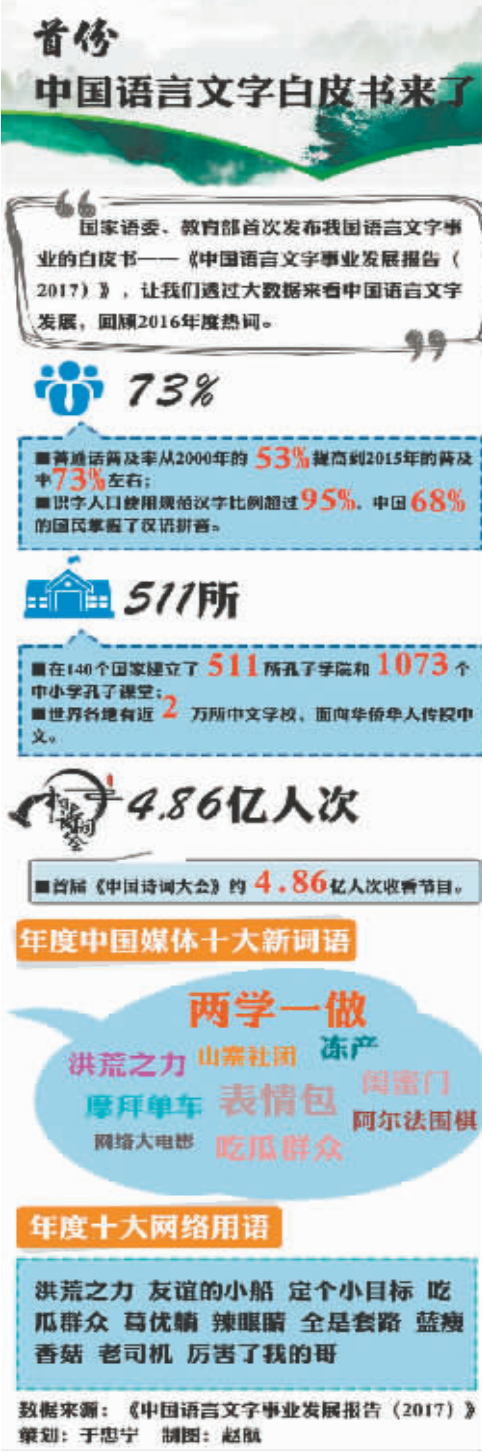 首份
中国语言文字白皮书来了
国家语委、教育部首次发布我国语言文字事
业的白皮书——《中国语言文字事业发展报告（
2017）》，让我们透过大数据来看中国语言文字
发展，回顾2016年度热词。
73%
■普通话普及率从2000年的 53%提高到2015年的普及
率73%左右；
■识字人口使用规范汉字比例超过95%，中国68%
的国民掌握了汉语拼音。
511所
■在140个国家建立了 511 所孔子学院和 1073 个
中小学孔子课堂；
■世界各地有近 2 万所中文学校，面向华侨华人传授中
文。
中国诗词大会
4.86亿人次
■首届《中国诗词大会》约 4.86亿人次收看节目。
年度中国媒体十大新词语
两学一做
洪荒之力 山寨社团 冻产
摩拜单车 表情包 闺蜜门
阿尔法围棋
网络大电影 吃瓜群众
年度十大网络用语
洪荒之力 友谊的小船 定个小目标 吃
瓜群众 葛优躺 辣眼睛 全是套路 蓝瘦
香菇 老司机 厉害了我的哥
数据来源：《中国语言文字事业发展报告（2017）》
策划：于忠宁 制图：赵航